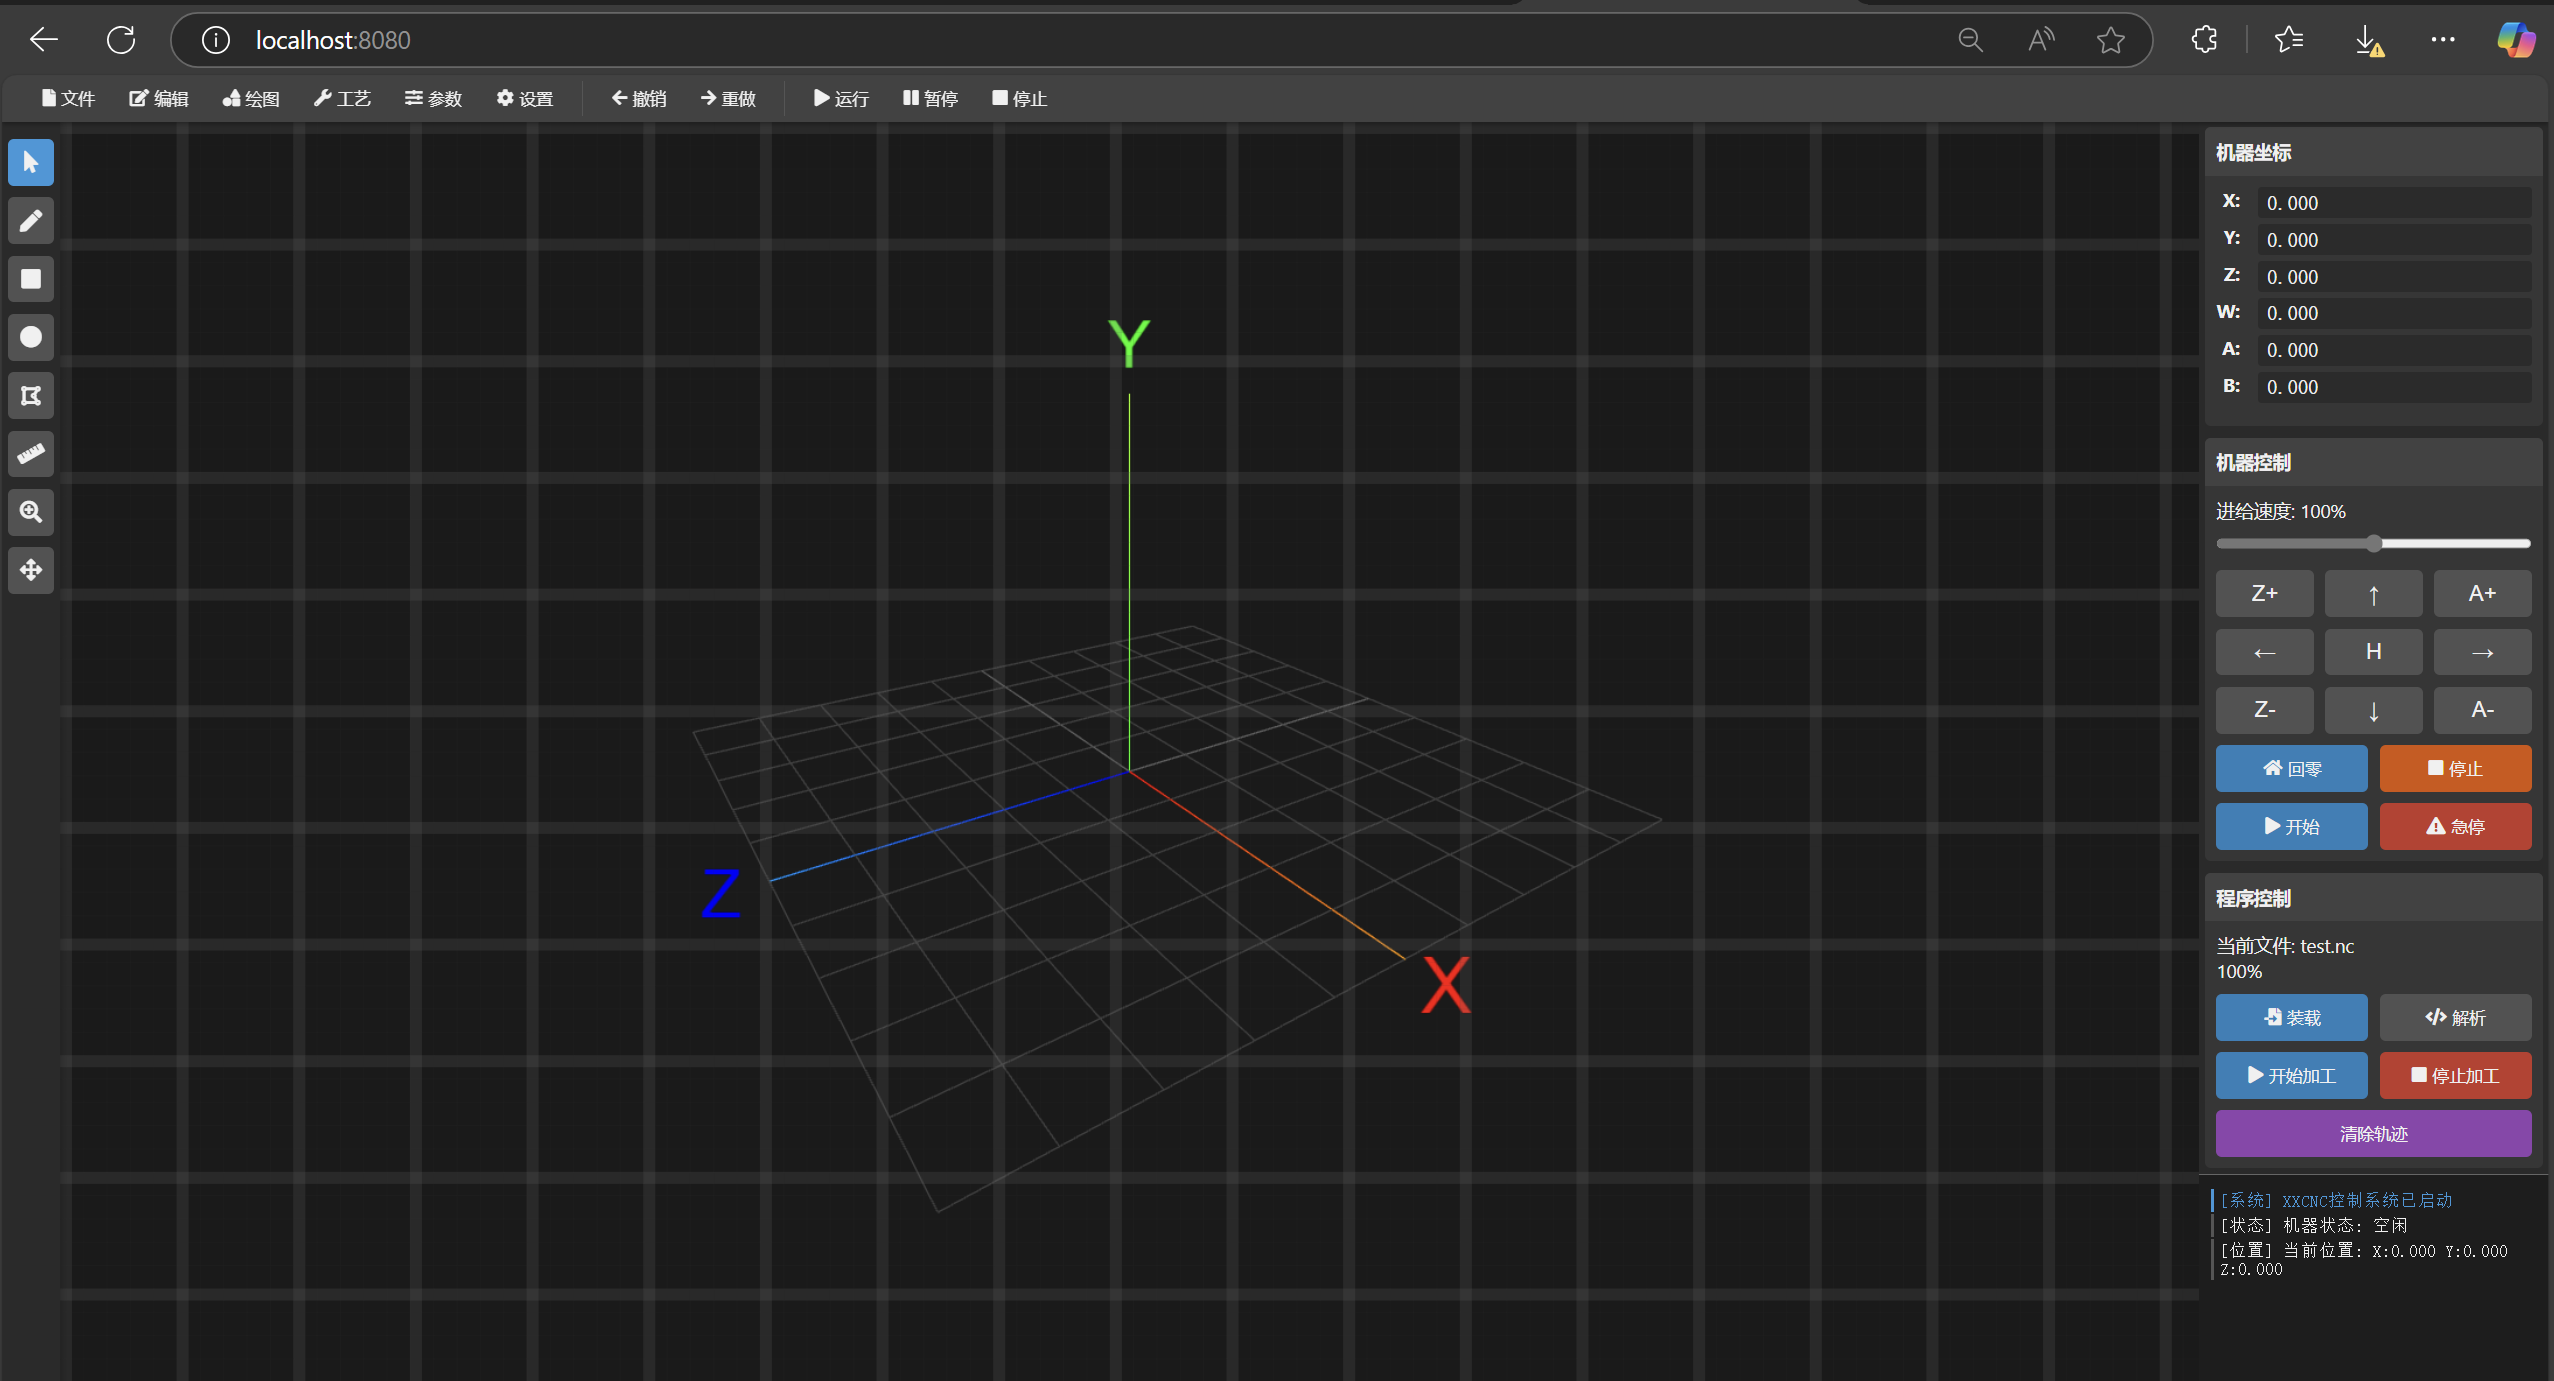 localhost:8080
文件 编辑 绘图 工艺 参数 设置 撤销 重做 运行 暂停 停止
Y
Z
X
机器坐标
X: 0.000
Y: 0.000
Z: 0.000
W: 0.000
A: 0.000
B: 0.000
机器控制
进给速度: 100%
Z+ ↑ A+
← H →
Z- ↓ A-
回零 停止
开始 急停
程序控制
当前文件: test.nc
100%
装载 解析
开始加工 停止加工
清除轨迹
[系统] XXCNC控制系统已启动
[状态] 机器状态: 空闲
[位置] 当前位置: X:0.000 Y:0.000
Z:0.000